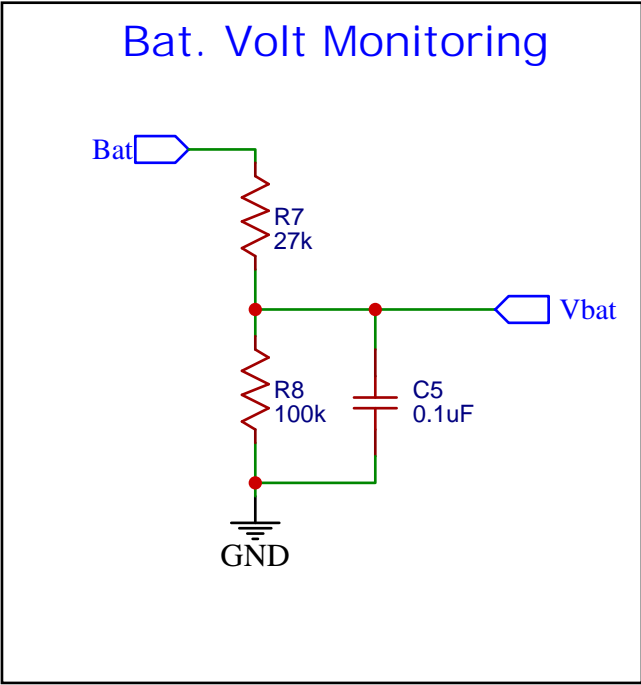 Bat. Volt Monitoring
Bat
R7
27k
Vbat
R8
100k
C5
0.1uF
GND